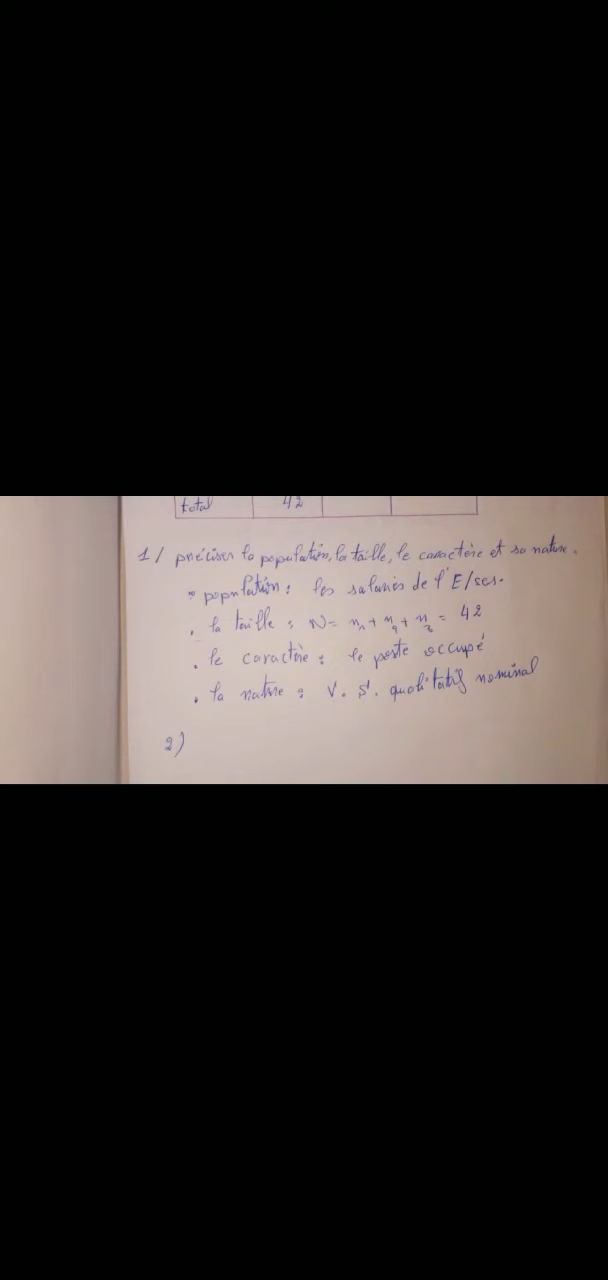 total 42
1/ préciser la population, la taille, le caractère et sa nature.
• population : les salariés de l'E/ses.
• la taille : N = n₁ + n₂ + n₃ = 42
• le caractère : le poste occupé
• la nature : V. S. qualitatif nominal
2)